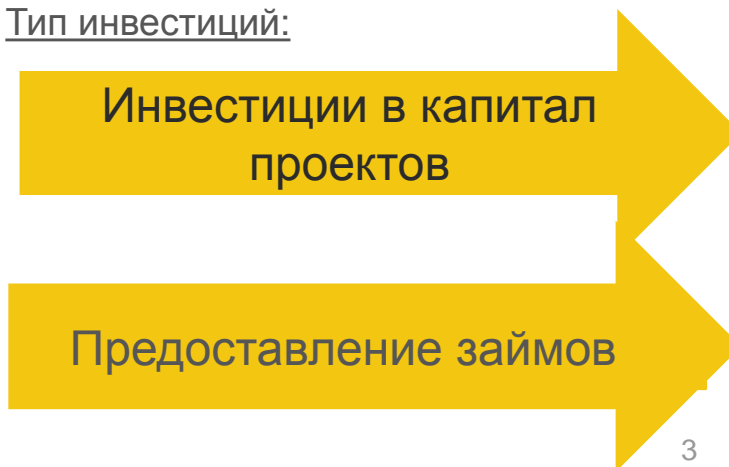 Тип инвестиций:
Инвестиции в капитал
проектов
Предоставление займов
3